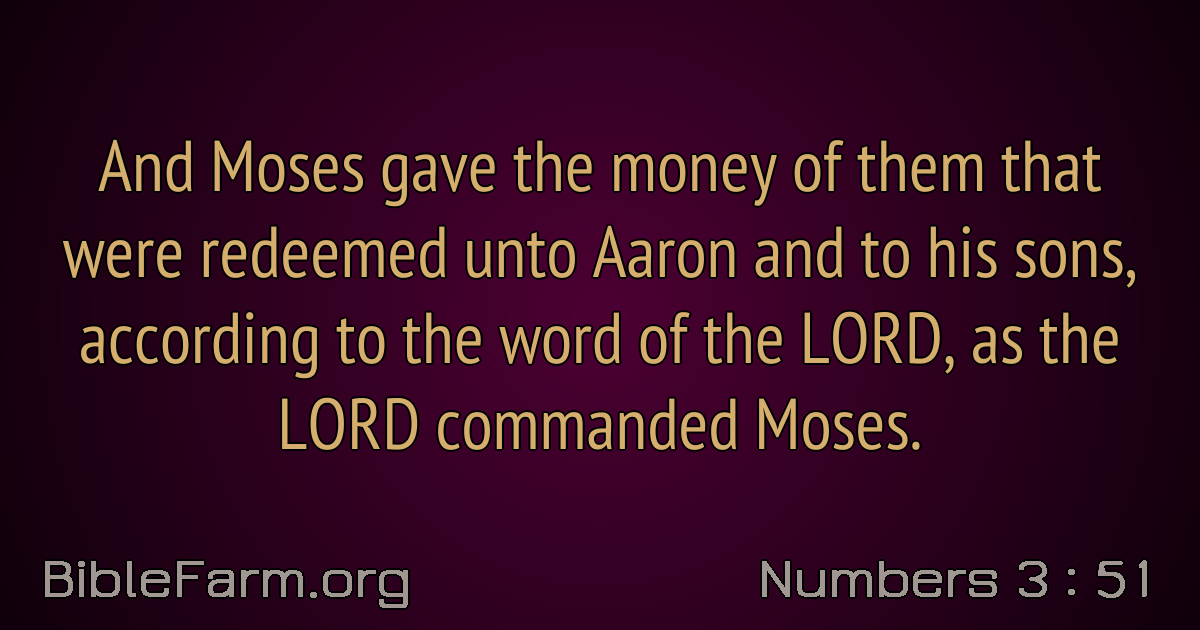 And Moses gave the money of them that
were redeemed unto Aaron and to his sons,
according to the word of the LORD, as the
LORD commanded Moses.
BibleFarm.org
Numbers 3 : 51